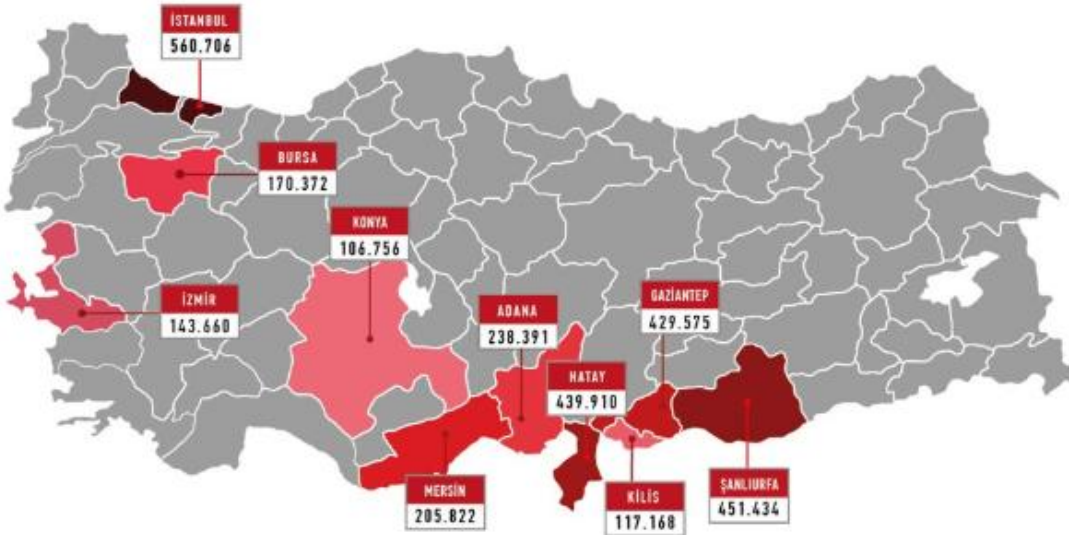 İSTANBUL
560.706
BURSA
170.372
KONYA
106.756
İZMİR
143.660
ADANA
238.391
GAZİANTEP
429.575
HATAY
439.910
MERSİN
205.822
KİLİS
117.168
ŞANLIURFA
451.434